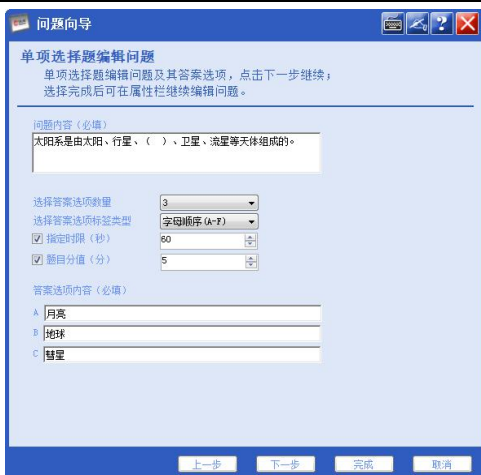 问题向导
单项选择题编辑问题
单项选择题编辑问题及其答案选项，点击下一步继续；
选择完成后可在属性栏继续编辑问题。
问题内容（必填）
太阳系是由太阳、行星、（ ）、卫星、流星等天体组成的。
选择答案选项数量 3
选择答案选项标签类型 字母顺序(A-F)
指定时限（秒） 60
题目分值（分） 5
答案选项内容（必填）
A 月亮
B 地球
C 彗星
上一步 下一步 完成 取消